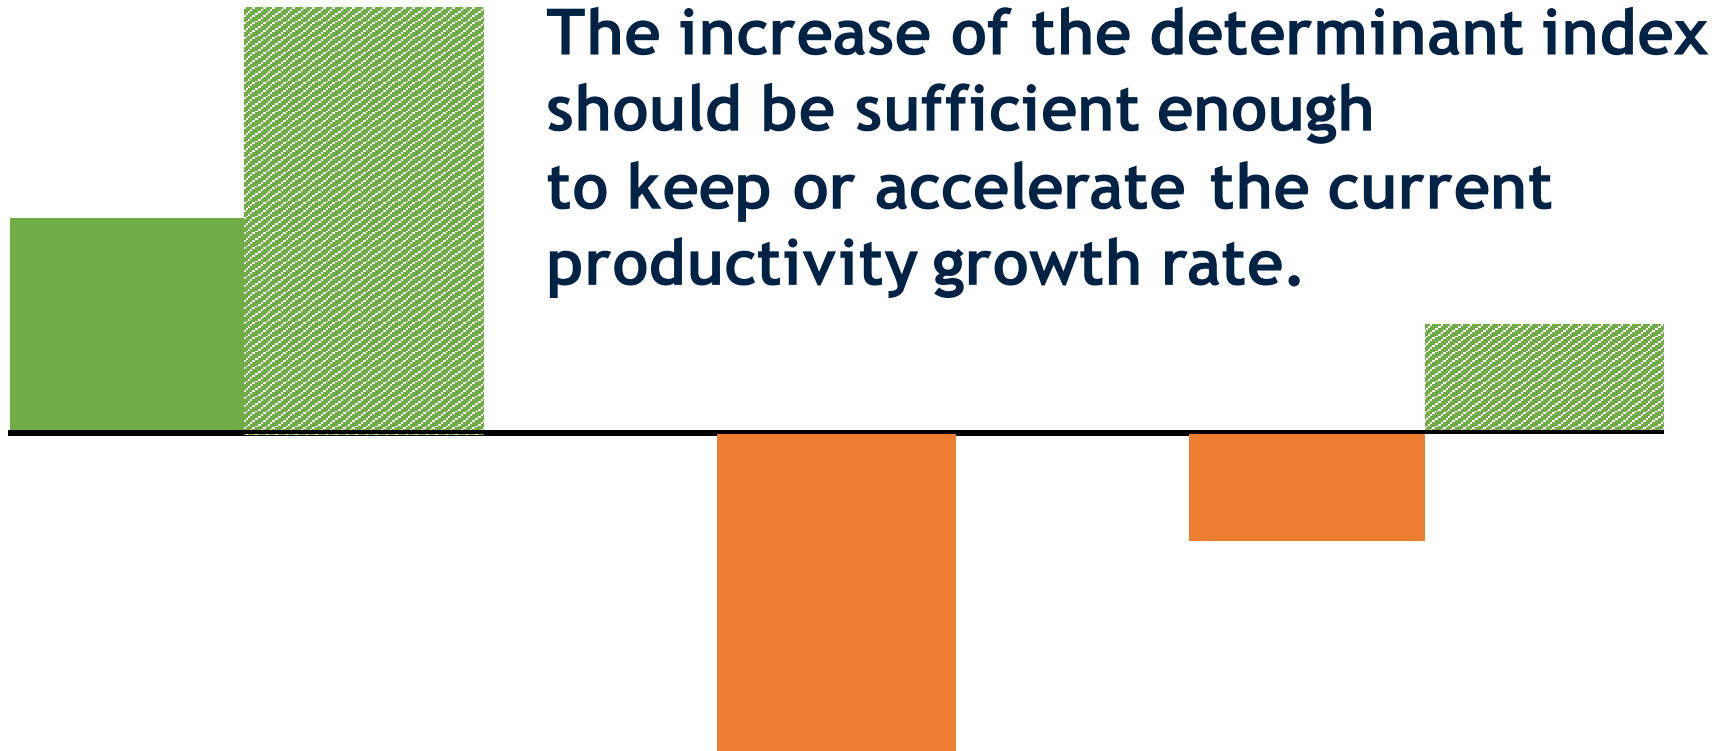 The increase of the determinant index
should be sufficient enough
to keep or accelerate the current
productivity growth rate.